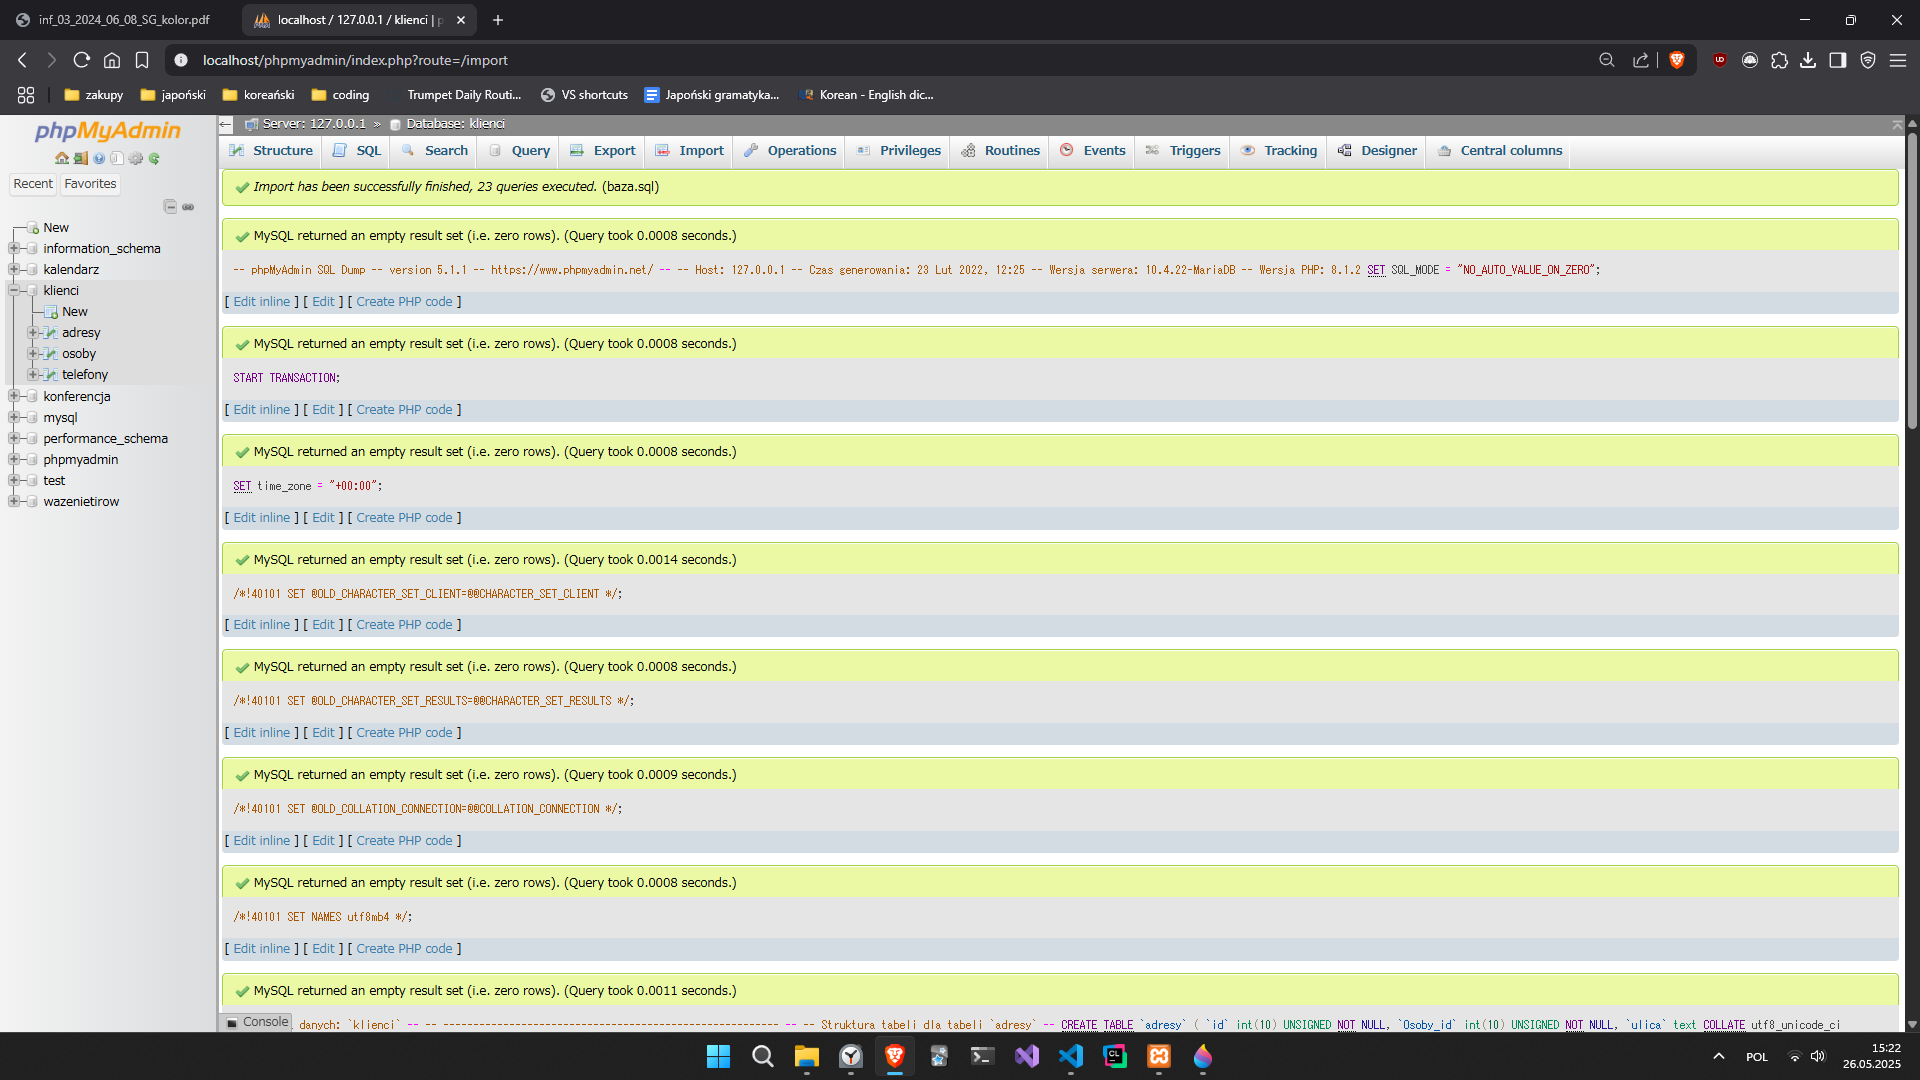 inf_03_2024_06_08_SG_kolor.pdf
localhost / 127.0.0.1 / klienci | p
localhost/phpmyadmin/index.php?route=/import
zakupy
japoński
koreański
coding
Trumpet Daily Routi...
VS shortcuts
Japoński gramatyka...
Korean - English dic...
phpMyAdmin
Recent
Favorites
New
information_schema
kalendarz
klienci
New
adresy
osoby
telefony
konferencja
mysql
performance_schema
phpmyadmin
test
wazenietirow
Server: 127.0.0.1 » Database: klienci
Structure
SQL
Search
Query
Export
Import
Operations
Privileges
Routines
Events
Triggers
Tracking
Designer
Central columns
Import has been successfully finished, 23 queries executed. (baza.sql)
MySQL returned an empty result set (i.e. zero rows). (Query took 0.0008 seconds.)
-- phpMyAdmin SQL Dump -- version 5.1.1 -- https://www.phpmyadmin.net/ -- -- Host: 127.0.0.1 -- Czas generowania: 23 Lut 2022, 12:25 -- Wersja serwera: 10.4.22-MariaDB -- Wersja PHP: 8.1.2 SET SQL_MODE = "NO_AUTO_VALUE_ON_ZERO";
[ Edit inline ] [ Edit ] [ Create PHP code ]
MySQL returned an empty result set (i.e. zero rows). (Query took 0.0008 seconds.)
START TRANSACTION;
[ Edit inline ] [ Edit ] [ Create PHP code ]
MySQL returned an empty result set (i.e. zero rows). (Query took 0.0008 seconds.)
SET time_zone = "+00:00";
[ Edit inline ] [ Edit ] [ Create PHP code ]
MySQL returned an empty result set (i.e. zero rows). (Query took 0.0014 seconds.)
/*!40101 SET @OLD_CHARACTER_SET_CLIENT=@@CHARACTER_SET_CLIENT */;
[ Edit inline ] [ Edit ] [ Create PHP code ]
MySQL returned an empty result set (i.e. zero rows). (Query took 0.0008 seconds.)
/*!40101 SET @OLD_CHARACTER_SET_RESULTS=@@CHARACTER_SET_RESULTS */;
[ Edit inline ] [ Edit ] [ Create PHP code ]
MySQL returned an empty result set (i.e. zero rows). (Query took 0.0009 seconds.)
/*!40101 SET @OLD_COLLATION_CONNECTION=@@COLLATION_CONNECTION */;
[ Edit inline ] [ Edit ] [ Create PHP code ]
MySQL returned an empty result set (i.e. zero rows). (Query took 0.0008 seconds.)
/*!40101 SET NAMES utf8mb4 */;
[ Edit inline ] [ Edit ] [ Create PHP code ]
MySQL returned an empty result set (i.e. zero rows). (Query took 0.0011 seconds.)
Console
danych: `klienci` -- -- -------------------------------------------------------- -- -- Struktura tabeli dla tabeli `adresy` -- CREATE TABLE `adresy` ( `id` int(10) UNSIGNED NOT NULL, `Osoby_id` int(10) UNSIGNED NOT NULL, `ulica` text COLLATE utf8_unicode_ci
POL
15:22
26.05.2025